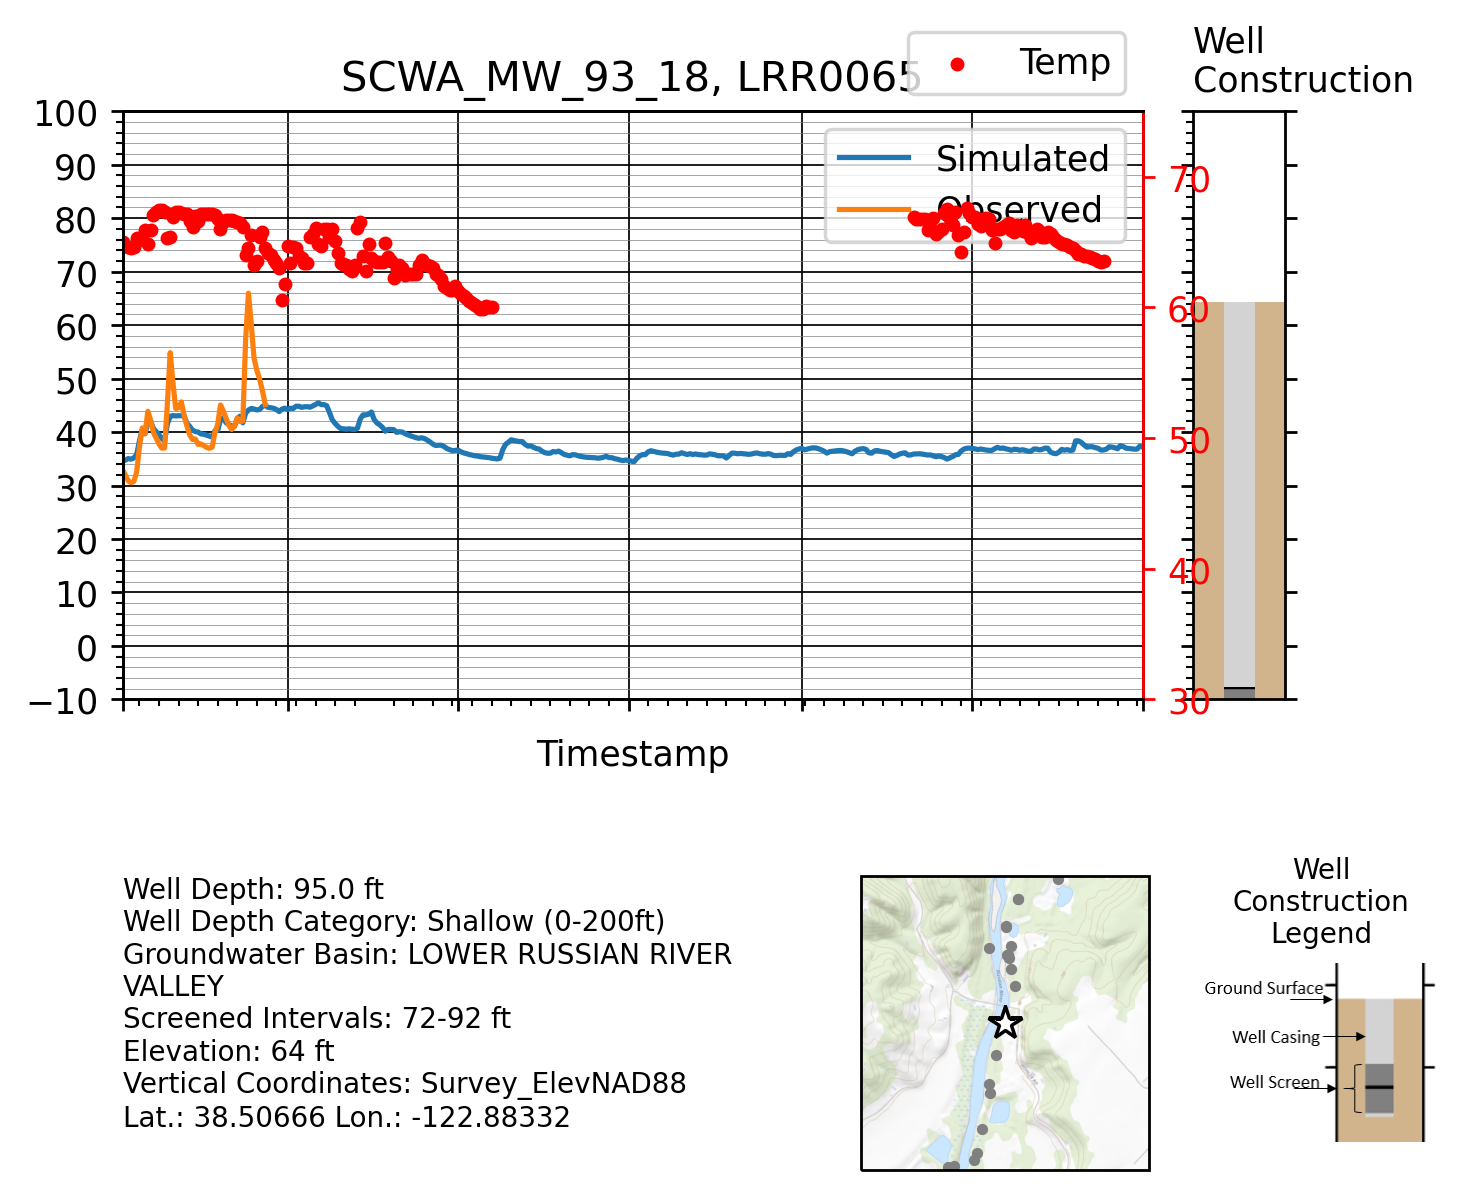 Well
Construction
Temp
SCWA_MW_93_18, LRR0065
Simulated
Observed
100
90
80
70
60
50
40
30
20
10
0
−10
70
60
50
40
30
Timestamp
Well Depth: 95.0 ft
Well Depth Category: Shallow (0-200ft)
Groundwater Basin: LOWER RUSSIAN RIVER
VALLEY
Screened Intervals: 72-92 ft
Elevation: 64 ft
Vertical Coordinates: Survey_ElevNAD88
Lat.: 38.50666 Lon.: -122.88332
Well
Construction
Legend
Ground Surface
Well Casing
Well Screen